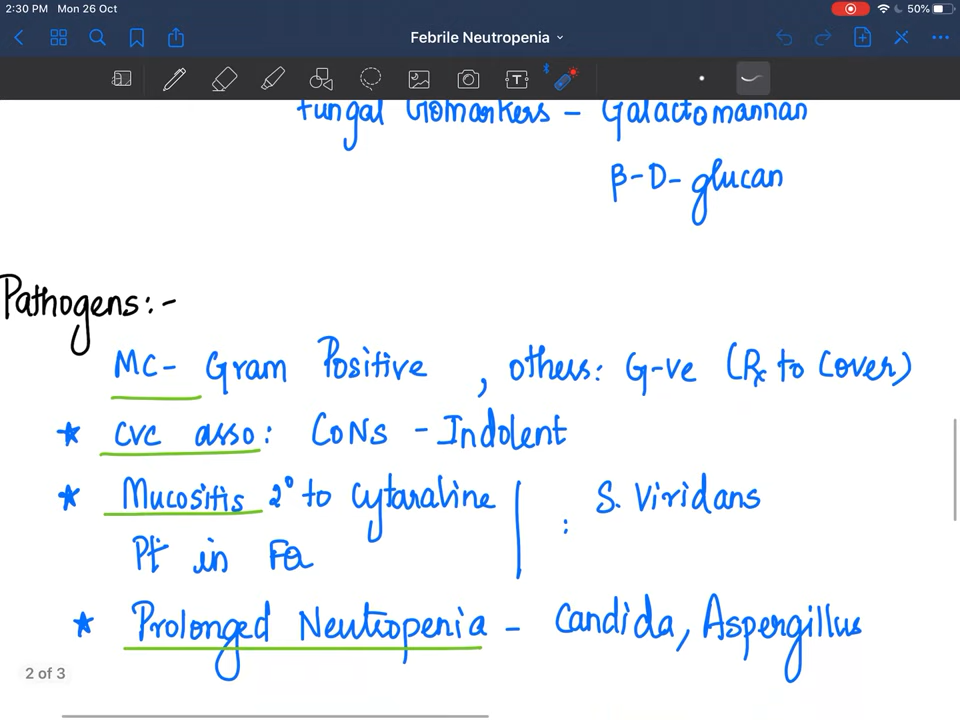 2:30 PM Mon 26 Oct
50%
Febrile Neutropenia
T
Fungal Biomarkers - Galactomannan
β-D-glucan
Pathogens:-
MC- Gram Positive , others: G-ve (Rx to Cover)
* CVC asso: CoNS - Indolent
* Mucositis 2° to Cytarabine : S. Viridans
Pt in
* Prolonged Neutropenia - Candida, Aspergillus
2 of 3